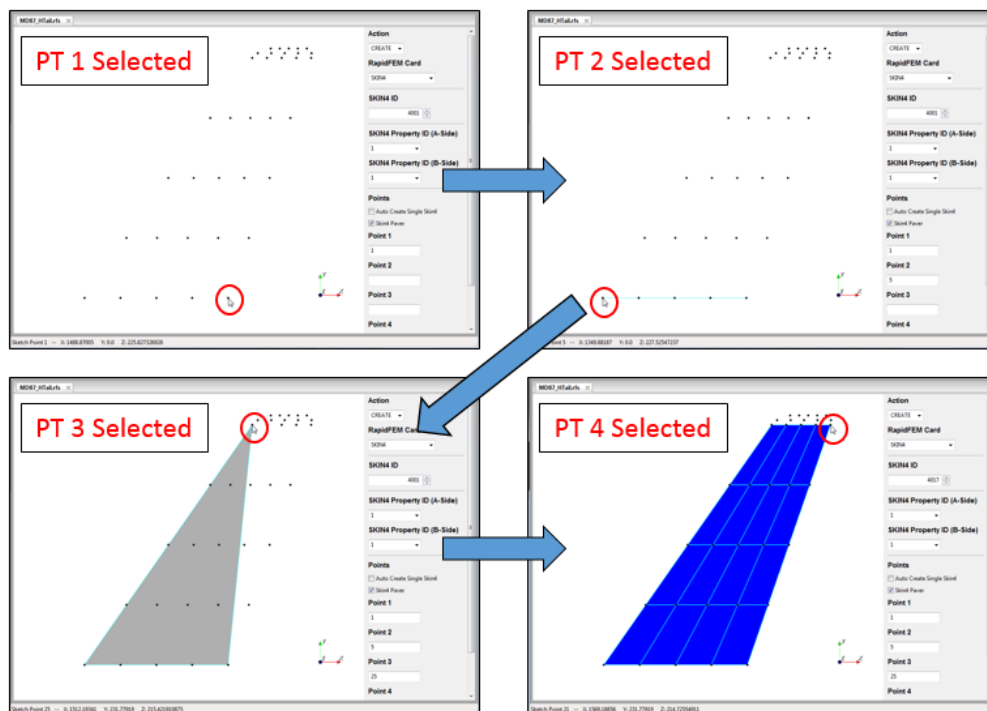 MD87_HTail.rfs ×
PT 1 Selected
Action
CREATE
RapidFEM Card
SKIN4
SKIN4 ID
4001
SKIN4 Property ID (A-Side)
1
SKIN4 Property ID (B-Side)
1
Points
Auto Create Single Skin4
Skin4 Paver
Point 1
1
Point 2
Point 3
Point 4
Y
Z
X
MD87_HTail.rfs ×
PT 2 Selected
Action
CREATE
RapidFEM Card
SKIN4
SKIN4 ID
4001
SKIN4 Property ID (A-Side)
1
SKIN4 Property ID (B-Side)
1
Points
Auto Create Single Skin4
Skin4 Paver
Point 1
1
Point 2
5
Point 3
Point 4
Y
Z
X
MD87_HTail.rfs ×
PT 3 Selected
Action
CREATE
RapidFEM Card
SKIN4
SKIN4 ID
4001
SKIN4 Property ID (A-Side)
1
SKIN4 Property ID (B-Side)
1
Points
Auto Create Single Skin4
Skin4 Paver
Point 1
1
Point 2
5
Point 3
25
Point 4
Y
Z
X
MD87_HTail.rfs ×
PT 4 Selected
Action
CREATE
RapidFEM Card
SKIN4
SKIN4 ID
4017
SKIN4 Property ID (A-Side)
1
SKIN4 Property ID (B-Side)
1
Points
Auto Create Single Skin4
Skin4 Paver
Point 1
1
Point 2
5
Point 3
25
Point 4
Y
Z
X